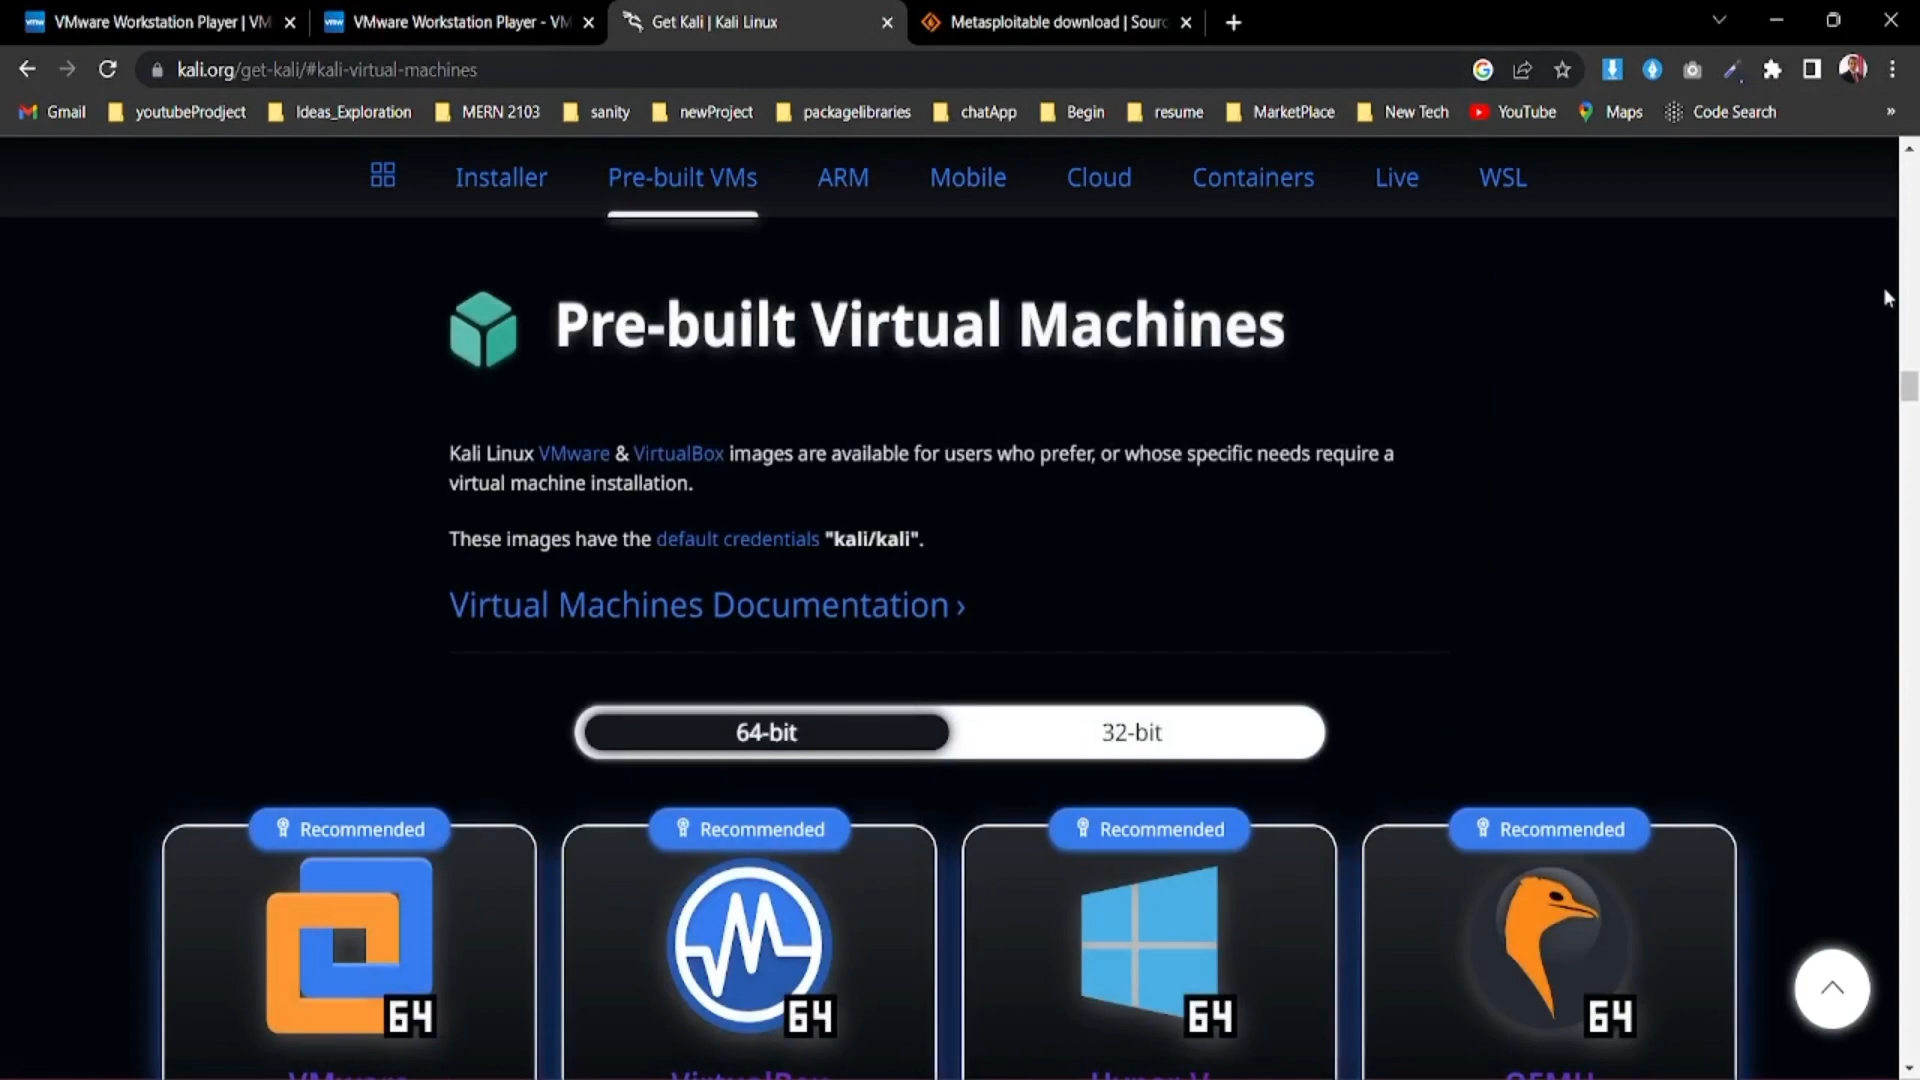 VMware Workstation Player | VM
VMware Workstation Player - VM
Get Kali | Kali Linux
Metasploitable download | Sourc
kali.org/get-kali/#kali-virtual-machines
Gmail
youtubeProdject
Ideas_Exploration
MERN 2103
sanity
newProject
packagelibraries
chatApp
Begin
resume
MarketPlace
New Tech
YouTube
Maps
Code Search
»
Installer
Pre-built VMs
ARM
Mobile
Cloud
Containers
Live
WSL
Pre-built Virtual Machines
Kali Linux VMware & VirtualBox images are available for users who prefer, or whose specific needs require a
virtual machine installation.
These images have the default credentials "kali/kali".
Virtual Machines Documentation ›
64-bit
32-bit
Recommended
Recommended
Recommended
Recommended
64
64
64
64
VMware
VirtualBox
Hyper-V
QEMU